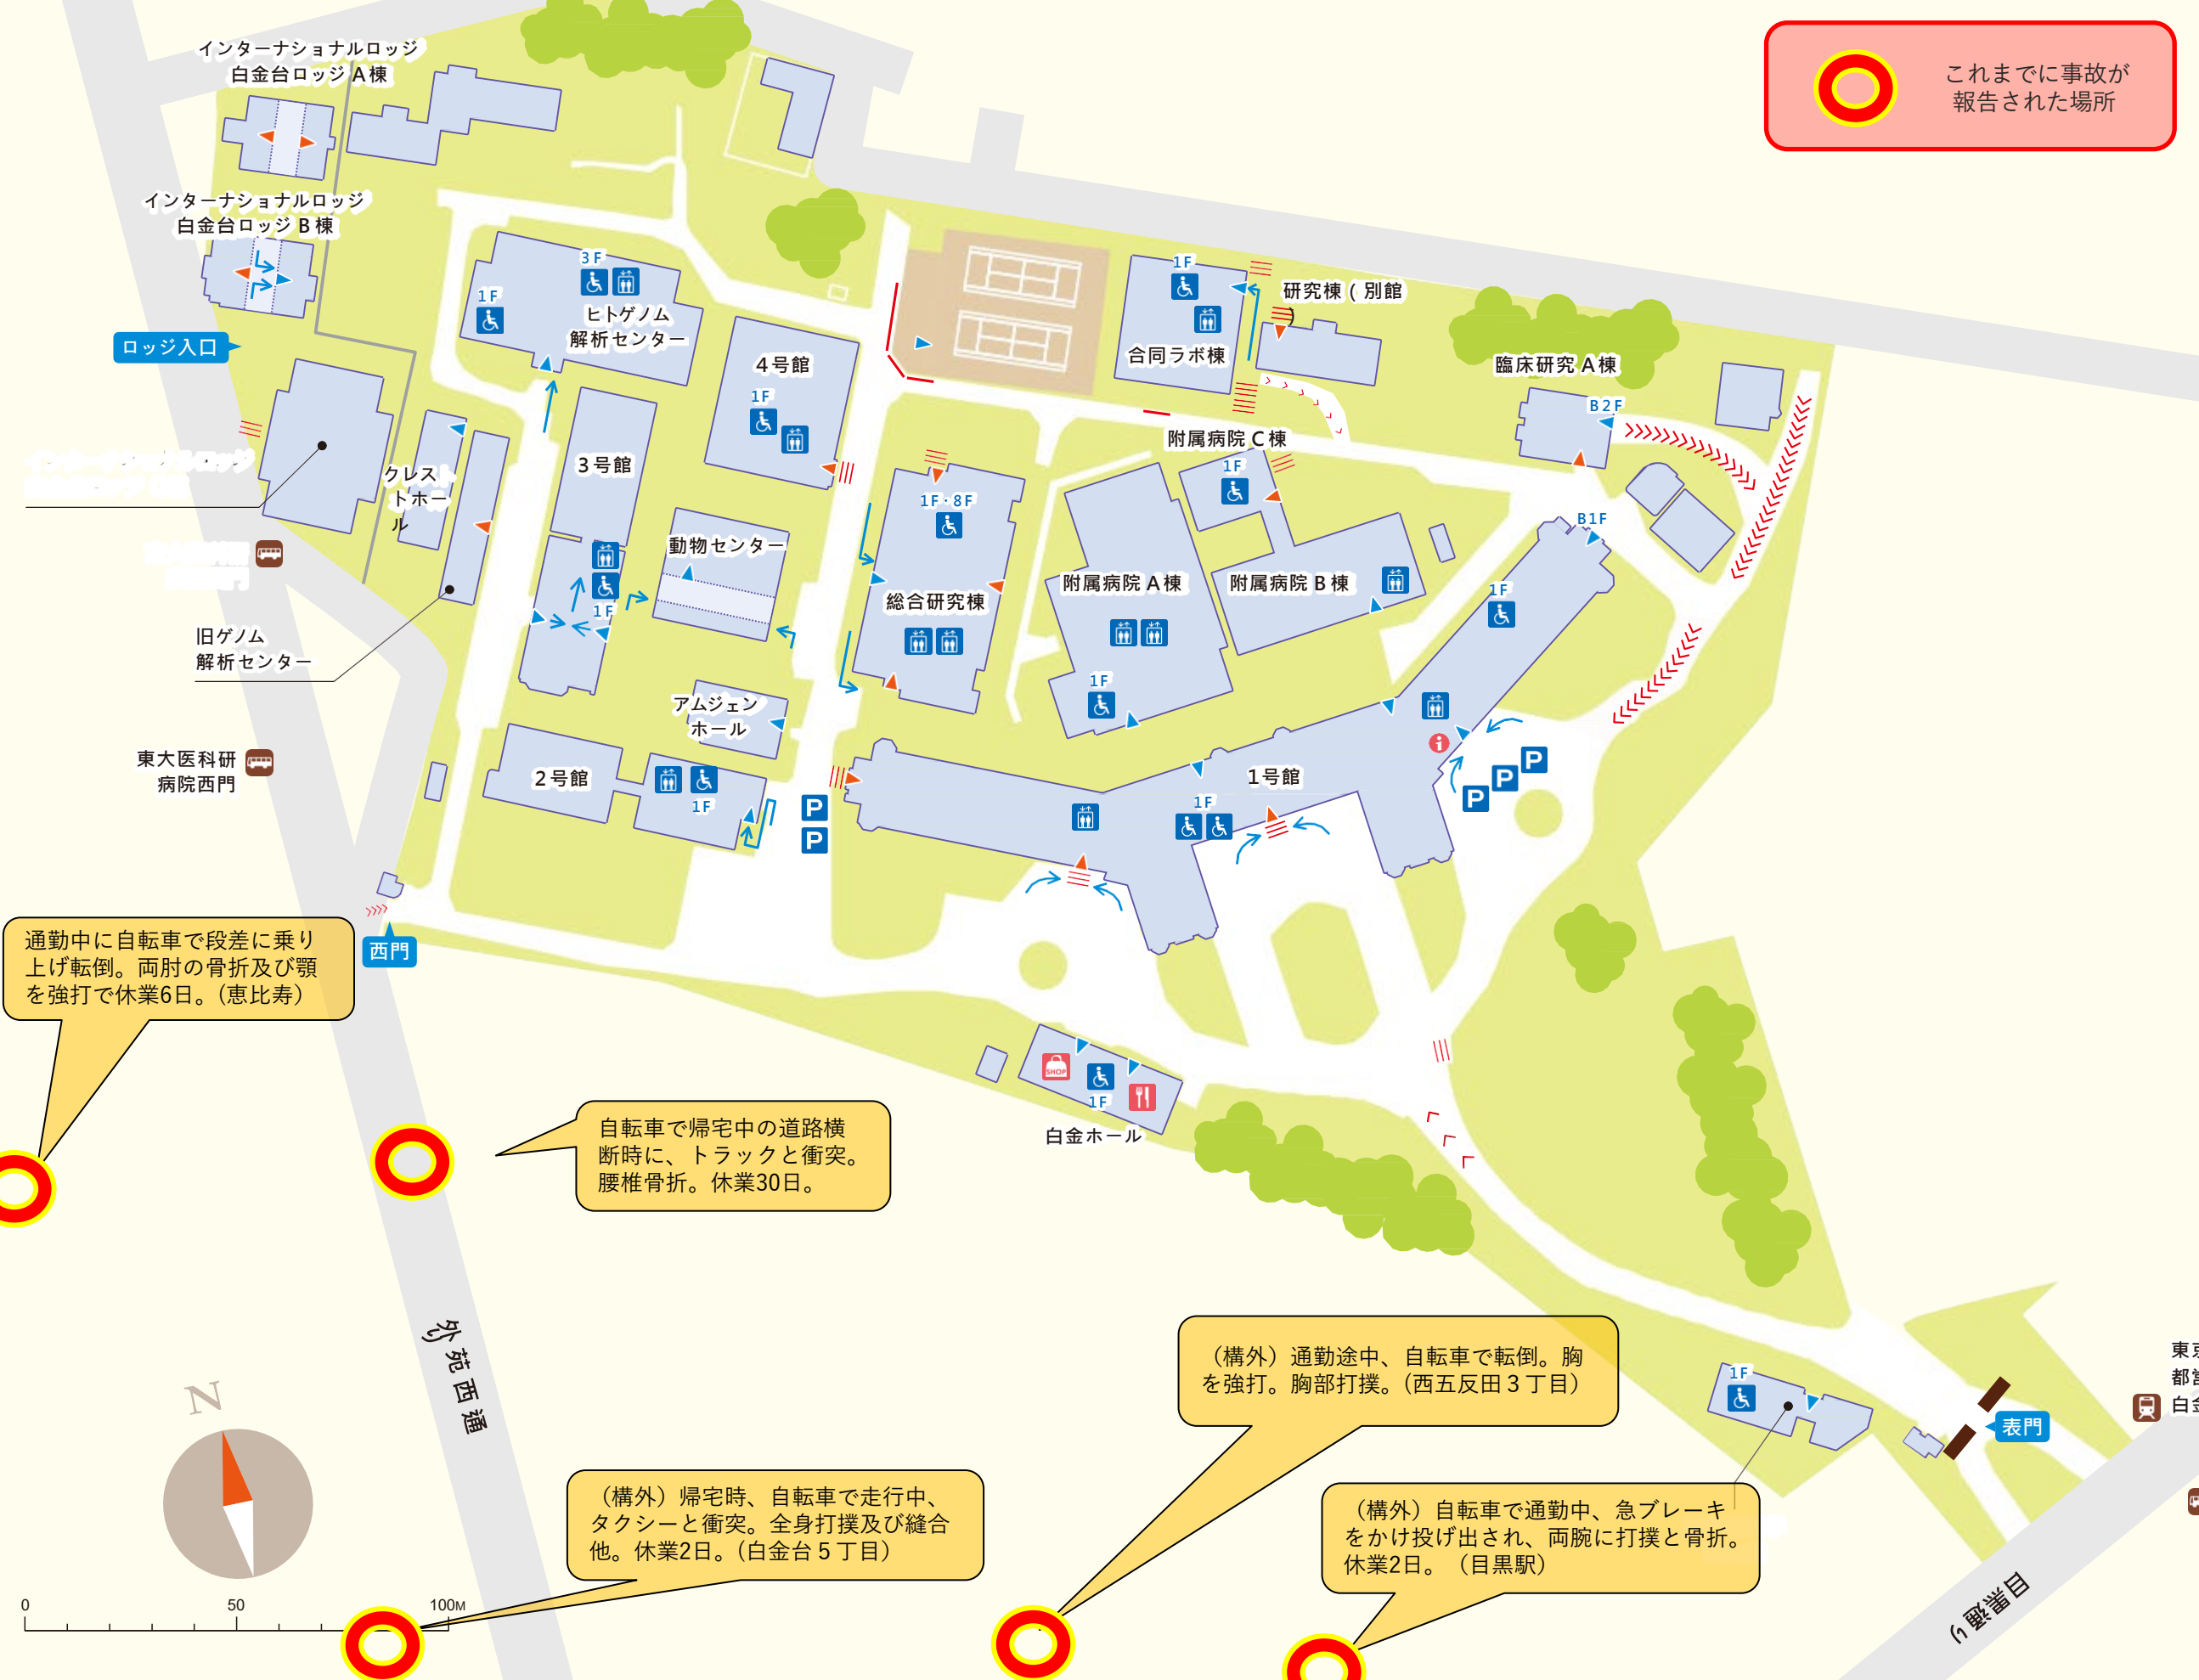 これまでに事故が
報告された場所
インターナショナルロッジ
白金台ロッジ A棟
インターナショナルロッジ
白金台ロッジ B 棟
ロッジ入口
3F
1F
ヒトゲノム
解析センター
4号館
1F
1F
合同ラボ棟
研究棟 ( 別館
)
臨床研究 A棟
B2F
附属病院 C棟
1F
クレス
トホー
ル
3号館
1F・8F
B1F
動物センター
1F
総合研究棟
附属病院 A棟
附属病院 B棟
1F
旧ゲノム
解析センター
1F
アムジェン
ホール
東大医科研
病院西門
2号館
1F
P
P
1号館
1F
i
P
P
P
西門
通勤中に自転車で段差に乗り
上げ転倒。両肘の骨折及び顎
を強打で休業6日。(恵比寿)
SHOP
1F
白金ホール
自転車で帰宅中の道路横
断時に、トラックと衝突。
腰椎骨折。休業30日。
外苑西通り
N
(構外)通勤途中、自転車で転倒。胸
を強打。胸部打撲。(西五反田3丁目)
1F
表門
東京
都営
白金
(構外)帰宅時、自転車で走行中、
タクシーと衝突。全身打撲及び縫合
他。休業2日。(白金台5丁目)
(構外)自転車で通勤中、急ブレーキ
をかけ投げ出され、両腕に打撲と骨折。
休業2日。(目黒駅)
目黒通り
0 50 100M